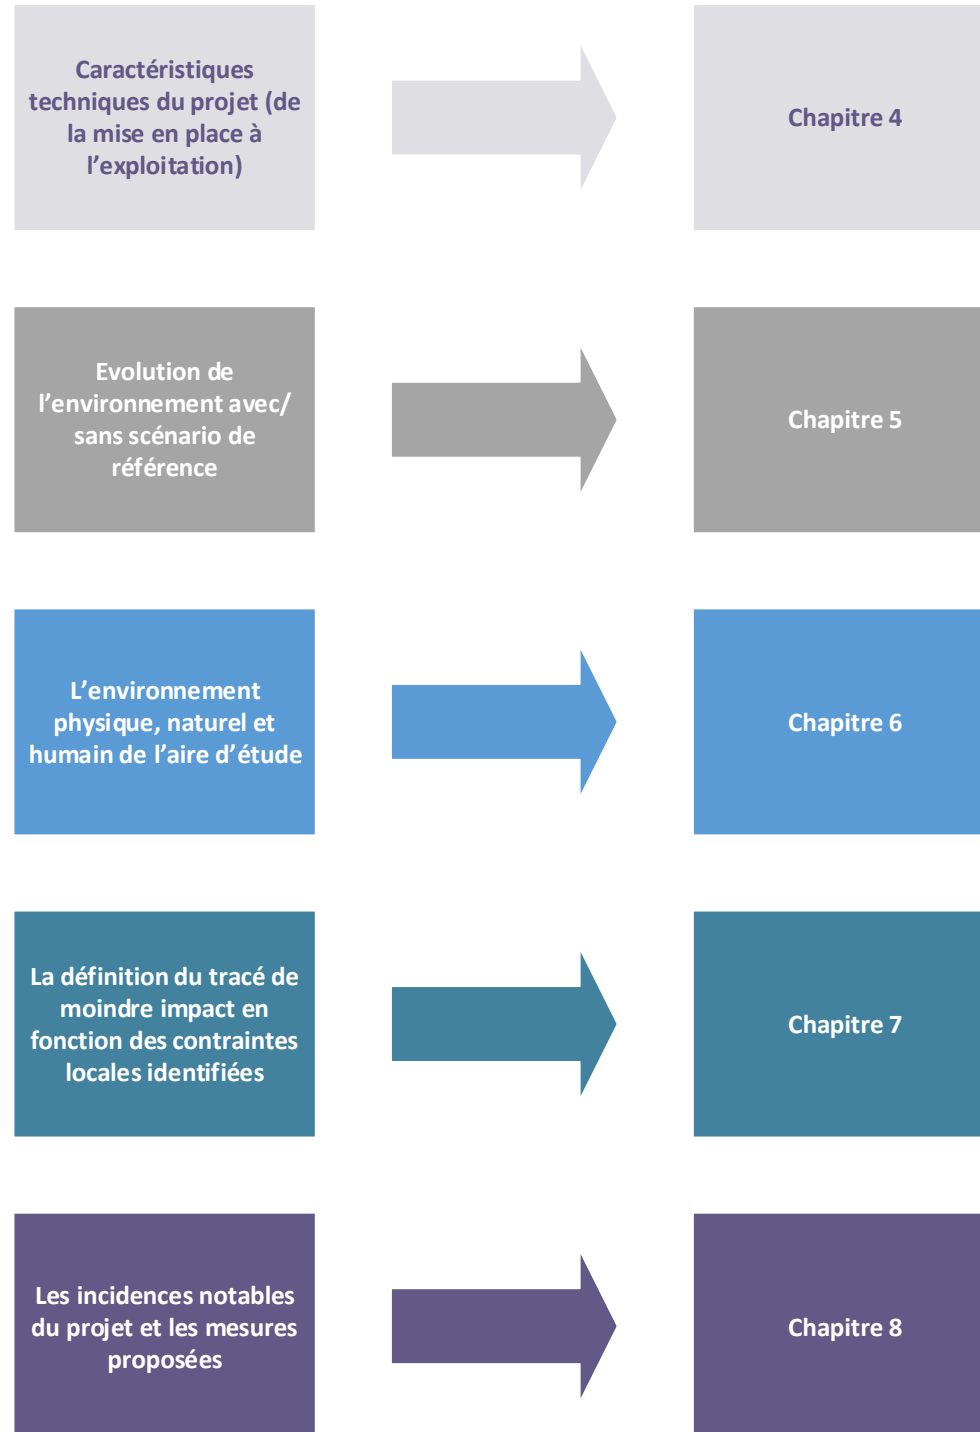 Caractéristiques
techniques du projet (de
la mise en place à
l’exploitation)
Chapitre 4
Evolution de
l’environnement avec/
sans scénario de
référence
Chapitre 5
L’environnement
physique, naturel et
humain de l’aire d’étude
Chapitre 6
La définition du tracé de
moindre impact en
fonction des contraintes
locales identifiées
Chapitre 7
Les incidences notables
du projet et les mesures
proposées
Chapitre 8